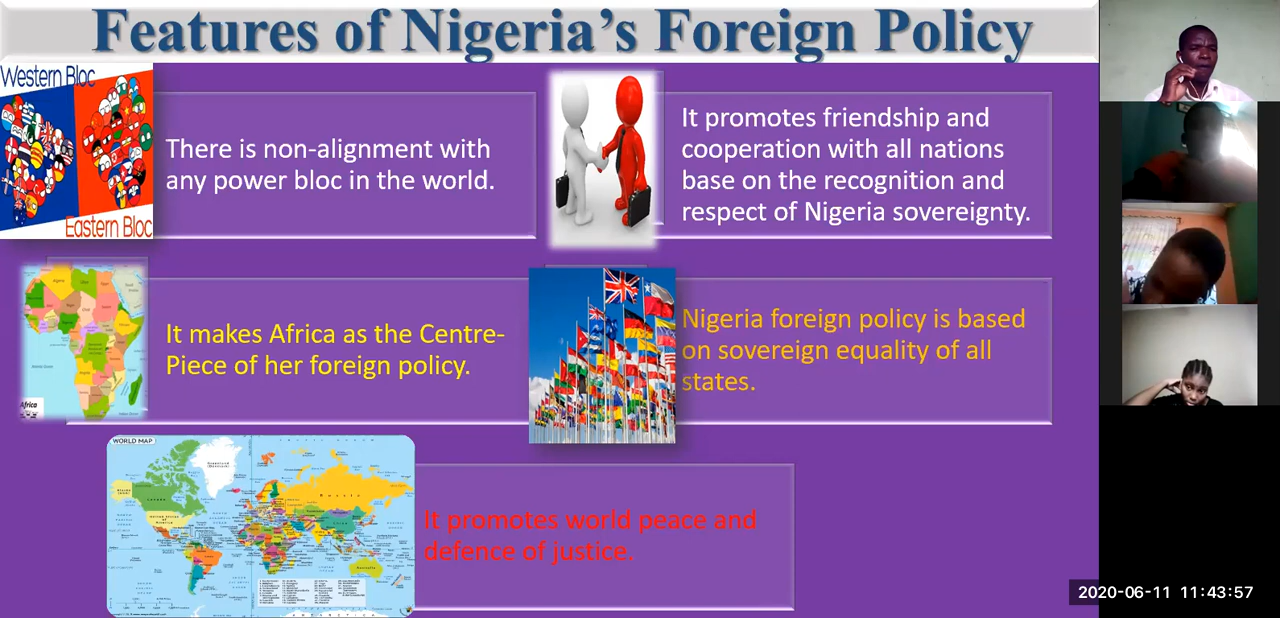 Features of Nigeria's Foreign Policy
Western Bloc
Eastern Bloc
There is non-alignment with
any power bloc in the world.
It promotes friendship and
cooperation with all nations
base on the recognition and
respect of Nigeria sovereignty.
It makes Africa as the Centre-
Piece of her foreign policy.
Africa
Nigeria foreign policy is based
on sovereign equality of all
states.
WORLD MAP
It promotes world peace and
defence of justice.
2020-06-11 11:43:57